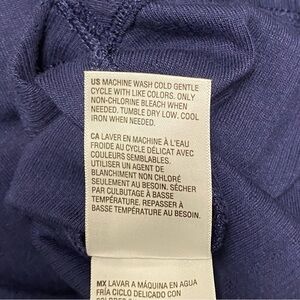 US MACHINE WASH COLD GENTLE
CYCLE WITH LIKE COLORS. ONLY
NON-CHLORINE BLEACH WHEN
NEEDED. TUMBLE DRY LOW. COOL
IRON WHEN NEEDED.
CA LAVER EN MACHINE À L'EAU
FROIDE AU CYCLE DÉLICAT AVEC
COULEURS SEMBLABLES.
UTILISER UN AGENT DE
BLANCHIMENT NON CHLORÉ
SEULEMENT AU BESOIN. SÉCHER
PAR CULBUTAGE À BASSE
TEMPÉRATURE. REPASSER À
BASSE TEMPÉRATURE AU BESOIN.
MX LAVAR A MÁQUINA EN AGUA
FRÍA CICLO DELICADO CON